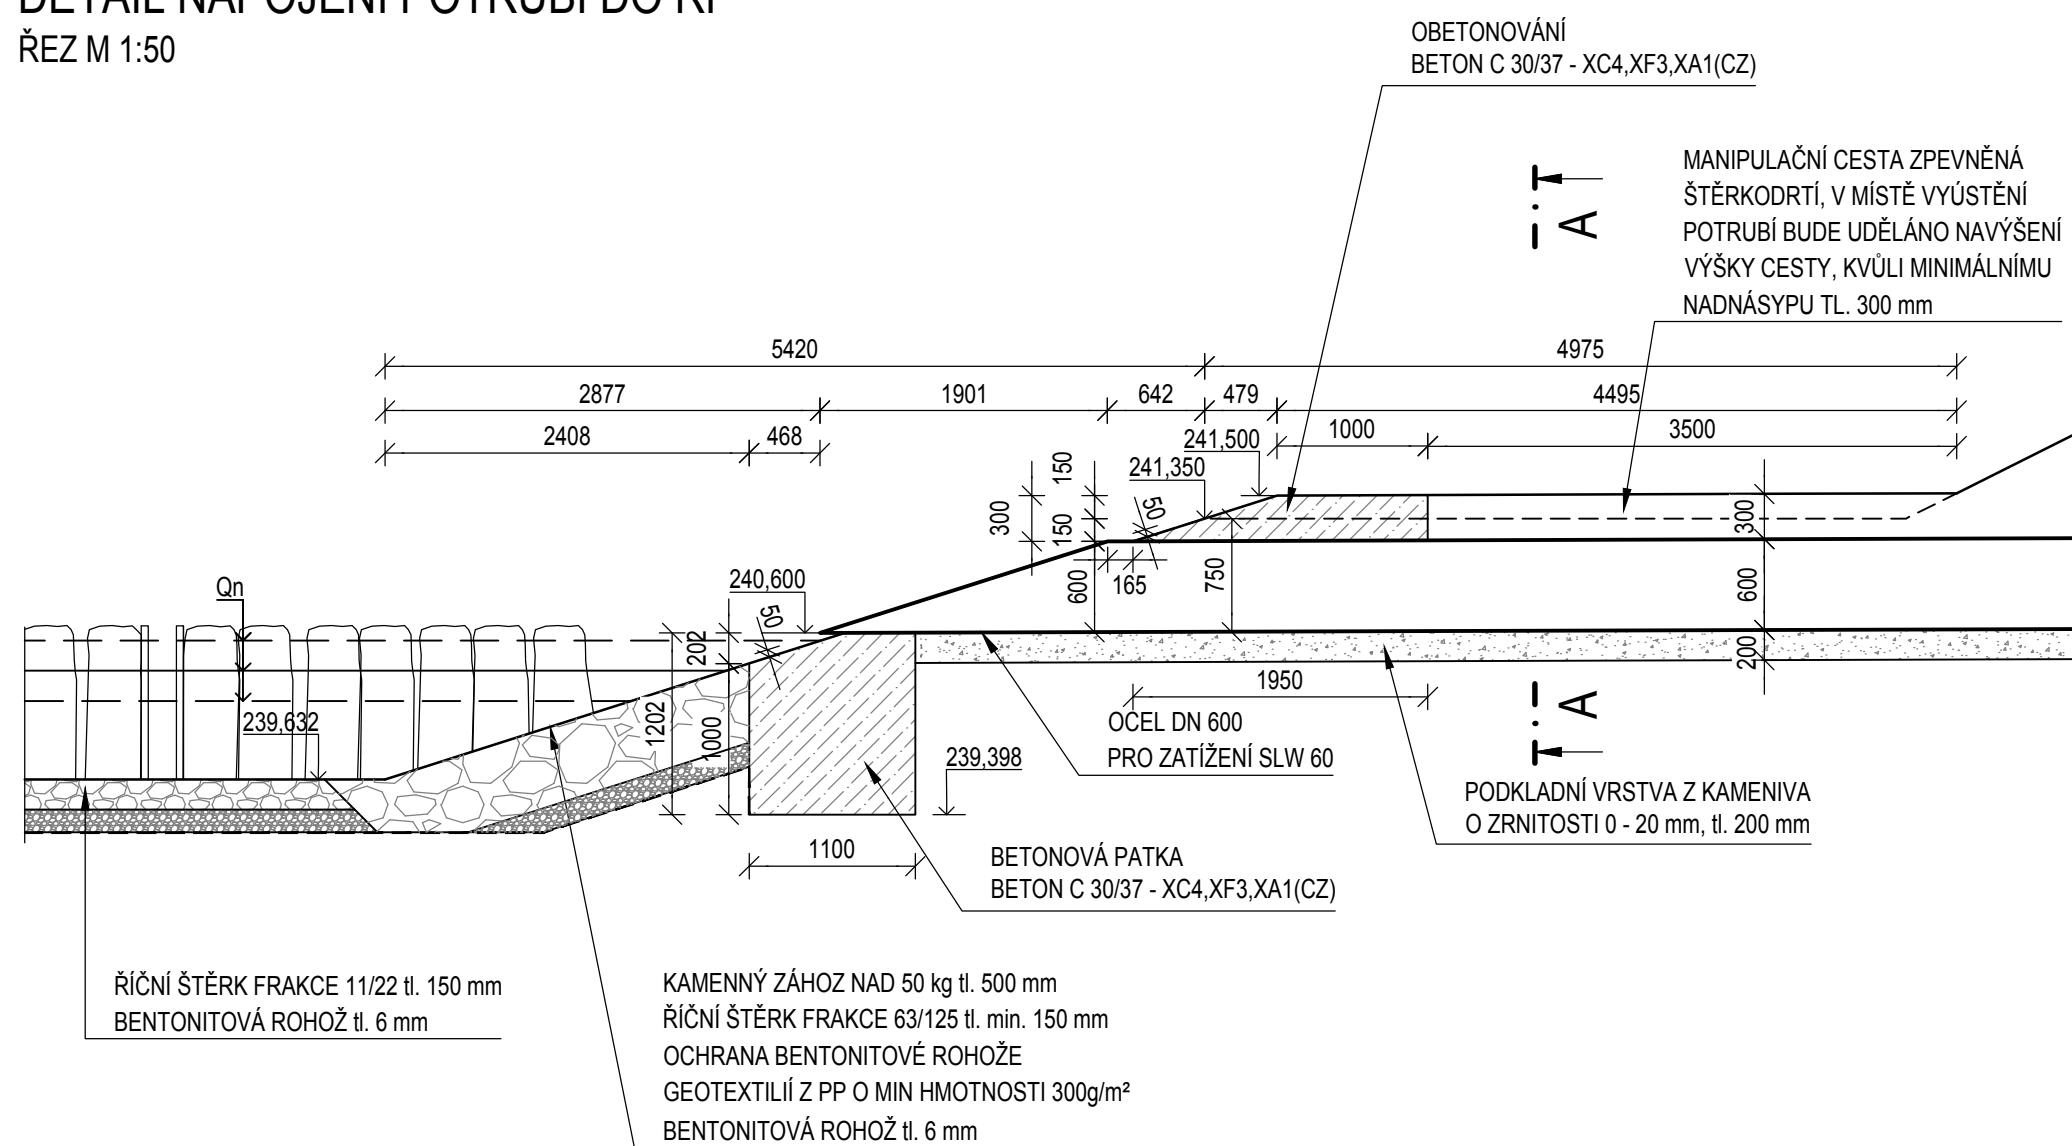 DETAIL NAPOJENÍ POTRUBÍ DO RP
ŘEZ M 1:50
OBETONOVÁNÍ
BETON C 30/37 - XC4,XF3,XA1(CZ)
MANIPULAČNÍ CESTA ZPEVNĚNÁ
ŠTĚRKODRTÍ, V MÍSTĚ VYÚSTĚNÍ
POTRUBÍ BUDE UDĚLÁNO NAVÝŠENÍ
VÝŠKY CESTY, KVŮLI MINIMÁLNÍMU
NADNÁSYPU TL. 300 mm
A
5420
4975
2877
1901
642
479
4495
2408
468
1000
3500
241,500
241,350
150
300
150
50
300
600
165
750
600
200
Qn
240,600
50
202
1202
1000
239,632
1950
A
OCEL DN 600
PRO ZATÍŽENÍ SLW 60
239,398
PODKLADNÍ VRSTVA Z KAMENIVA
O ZRNITOSTI 0 - 20 mm, tl. 200 mm
1100
BETONOVÁ PATKA
BETON C 30/37 - XC4,XF3,XA1(CZ)
ŘÍČNÍ ŠTĚRK FRAKCE 11/22 tl. 150 mm
BENTONITOVÁ ROHOŽ tl. 6 mm
KAMENNÝ ZÁHOZ NAD 50 kg tl. 500 mm
ŘÍČNÍ ŠTĚRK FRAKCE 63/125 tl. min. 150 mm
OCHRANA BENTONITOVÉ ROHOŽE
GEOTEXTILIÍ Z PP O MIN HMOTNOSTI 300g/m²
BENTONITOVÁ ROHOŽ tl. 6 mm